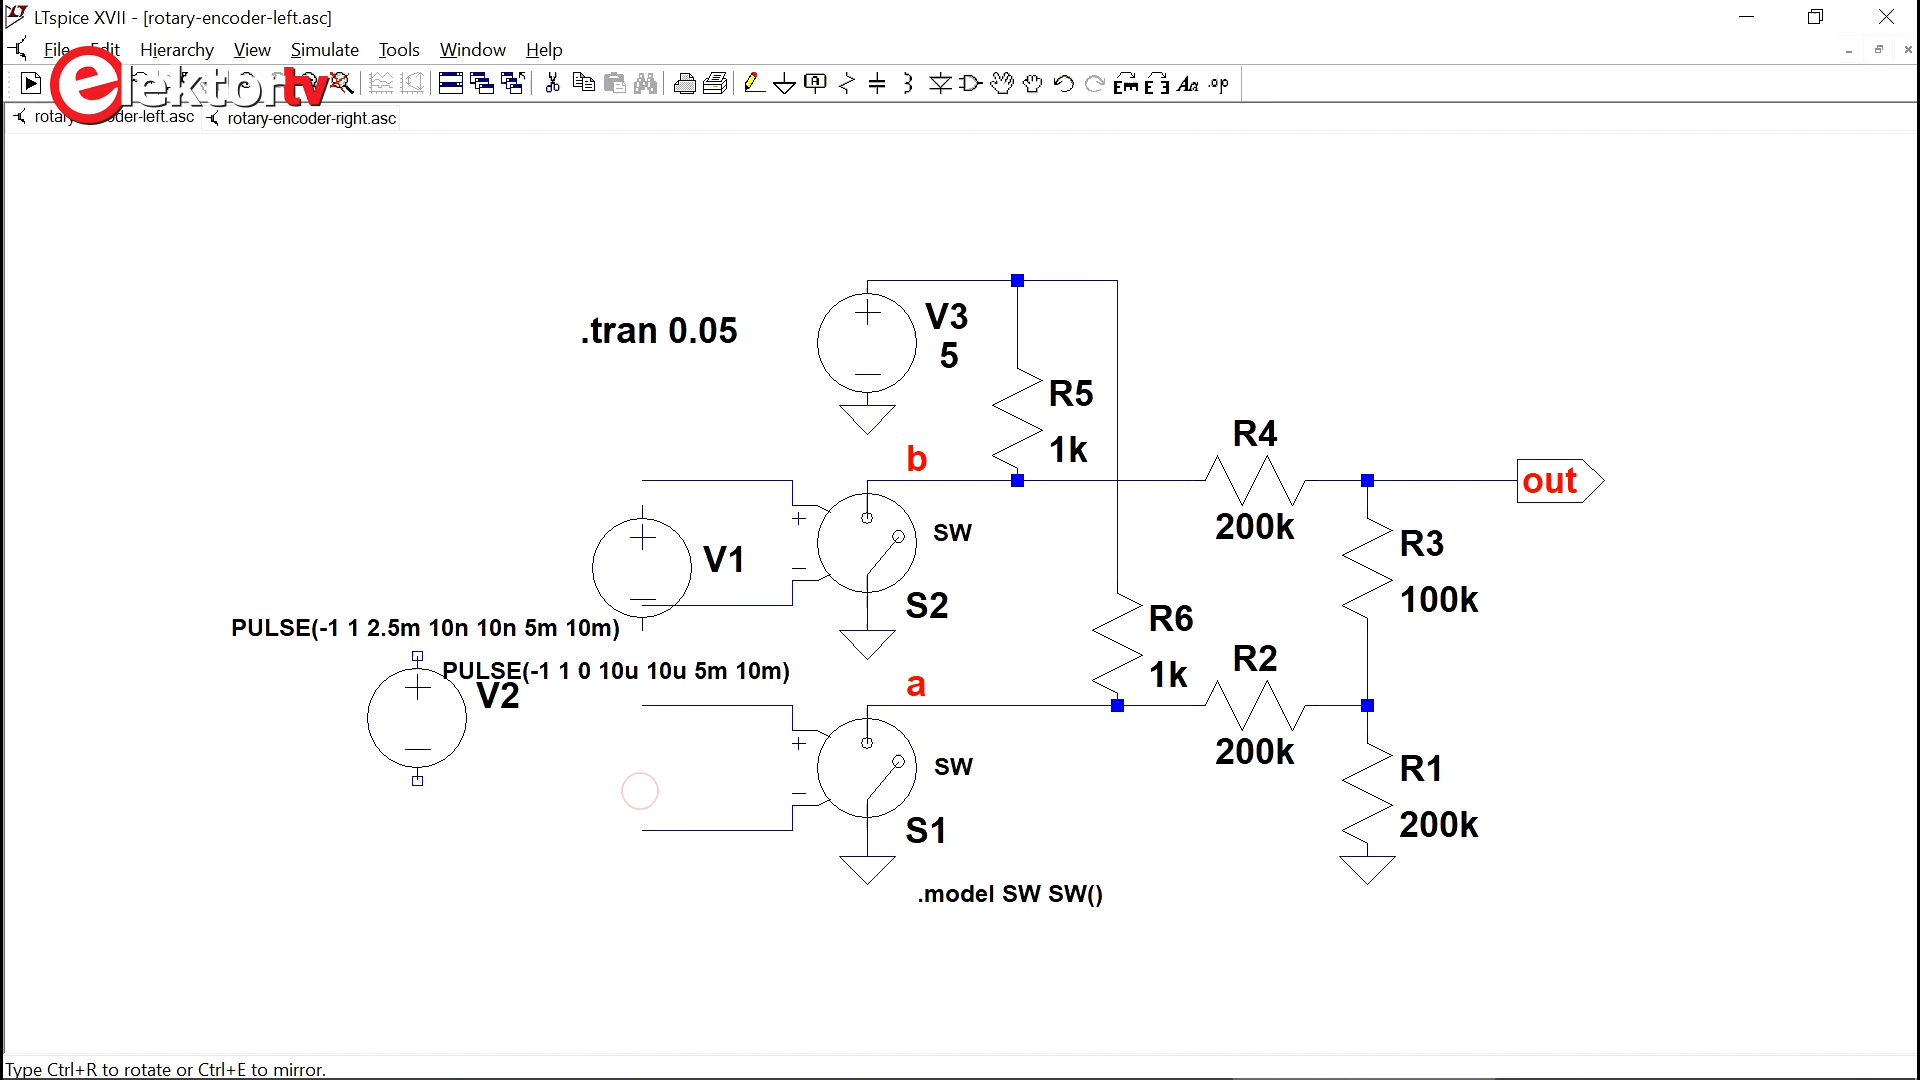 LTspice XVII - [rotary-encoder-left.asc]
File Edit Hierarchy View Simulate Tools Window Help
elektor tv
rotary-encoder-left.asc rotary-encoder-right.asc
.tran 0.05
V3
5
R5
1k
b
R4
200k
out
V1
SW
S2
R3
100k
PULSE(-1 1 2.5m 10n 10n 5m 10m)
PULSE(-1 1 0 10u 10u 5m 10m)
V2
R6
1k
a
R2
200k
SW
S1
R1
200k
.model SW SW()
Type Ctrl+R to rotate or Ctrl+E to mirror.